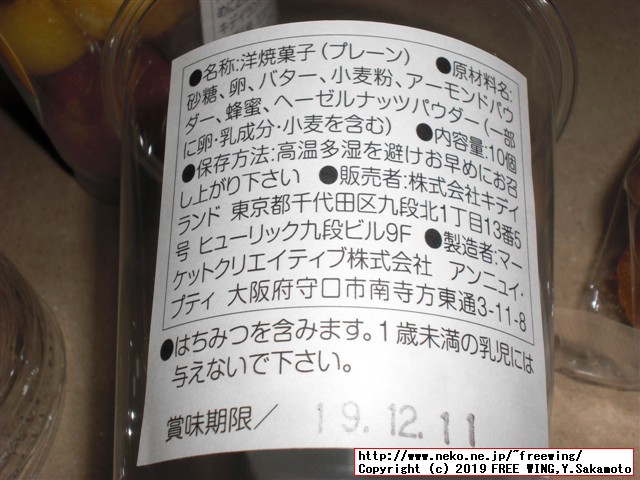 ●名称:洋焼菓子(プレーン) ●原材料名:
砂糖、卵、バター、小麦粉、アーモンドパウ
ダー、蜂蜜、ヘーゼルナッツパウダー(一部
に卵・乳成分・小麦を含む) ●内容量:10個
●保存方法:高温多湿を避けお早めにお召
し上がり下さい ●販売者:株式会社キデイ
ランド 東京都千代田区九段北1丁目13番5
号 ヒューリック九段ビル9F ●製造者:マー
ケットクリエイティブ株式会社 アンニュイ・
プティ 大阪府守口市南寺方東通3-11-8
●はちみつを含みます。1歳未満の乳児には
与えないで下さい。
賞味期限/ 19.12.11
http://www.neko.ne.jp/~freewing/
Copyright (c) 2019 FREE WING,Y.Sakamoto